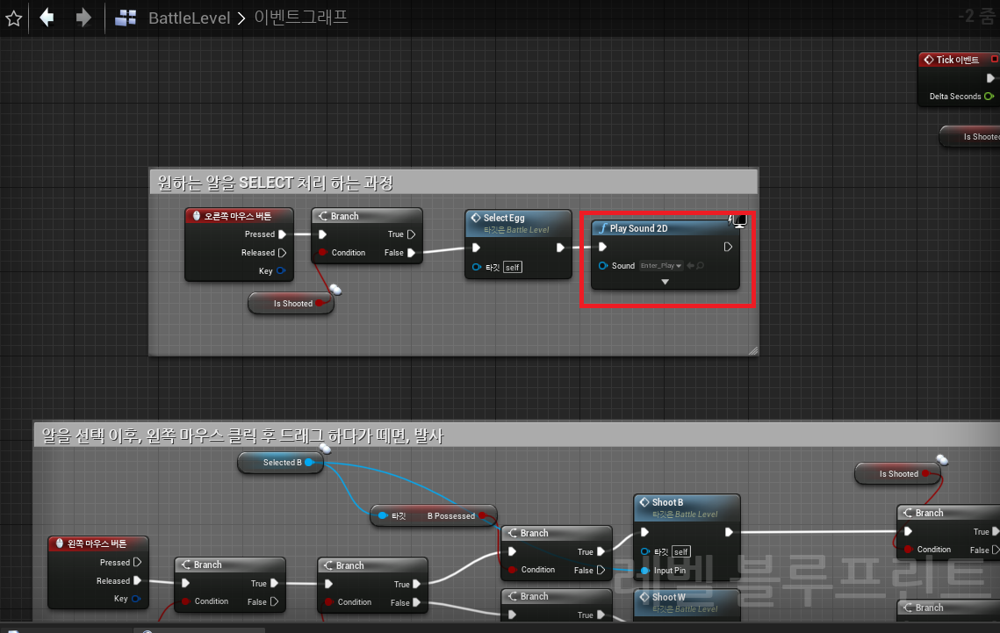 BattleLevel > 이벤트그래프
-2 줌
Tick 이벤트
Delta Seconds
Is Shooted
원하는 알을 SELECT 처리 하는 과정
오른쪽 마우스 버튼
Pressed
Released
Key
Branch
True
Condition
False
Is Shooted
Select Egg
타깃은 Battle Level
타깃 self
Play Sound 2D
Sound Enter_Play
알을 선택 이후, 왼쪽 마우스 클릭 후 드래그 하다가 떼면, 발사
Selected B
타깃 B Possessed
왼쪽 마우스 버튼
Pressed
Released
Key
Branch
True
Condition
False
Branch
True
Condition
False
Branch
True
Condition
False
Branch
True
Shoot B
타깃은 Battle Level
타깃 self
Input Pin
Shoot W
타깃은 Battle Level
Is Shooted
Branch
True
Condition
False
Branch
레벨 블루프린트